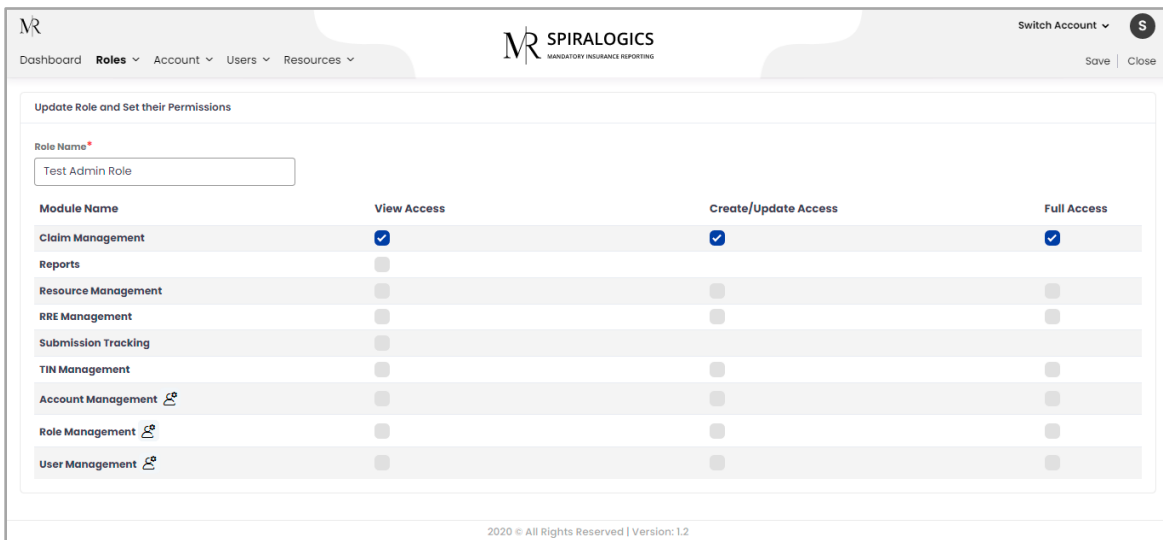 MR
Switch Account
S
MR SPIRALOGICS
MANDATORY INSURANCE REPORTING
Dashboard Roles Account Users Resources
Save | Close
Update Role and Set their Permissions
Role Name*
Test Admin Role
Module Name View Access Create/Update Access Full Access
Claim Management
Reports
Resource Management
RRE Management
Submission Tracking
TIN Management
Account Management
Role Management
User Management
2020 © All Rights Reserved | Version: 1.2